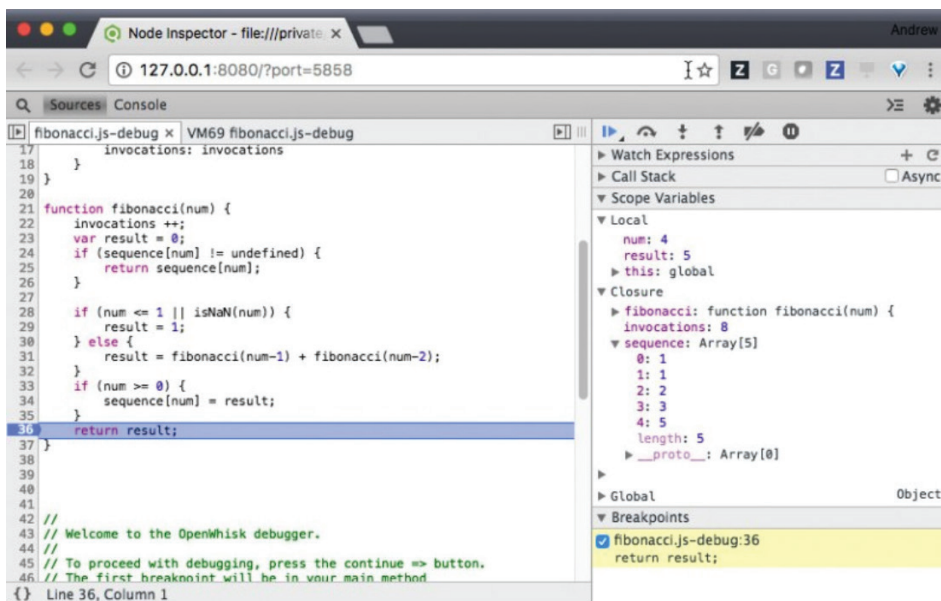 Node Inspector - file:///private
Andrew
127.0.0.1:8080/?port=5858
Sources Console
fibonacci.js-debug × VM69 fibonacci.js-debug
17 invocations: invocations
18 }
19 }
20
21 function fibonacci(num) {
22 invocations ++;
23 var result = 0;
24 if (sequence[num] != undefined) {
25 return sequence[num];
26 }
27
28 if (num <= 1 || isNaN(num)) {
29 result = 1;
30 } else {
31 result = fibonacci(num-1) + fibonacci(num-2);
32 }
33 if (num >= 0) {
34 sequence[num] = result;
35 }
36 return result;
37 }
38
39
40
41
42 //
43 // Welcome to the OpenWhisk debugger.
44 //
45 // To proceed with debugging, press the continue => button.
46 // The first breakpoint will be in your main method
{} Line 36, Column 1
Watch Expressions
Call Stack Async
Scope Variables
Local
num: 4
result: 5
this: global
Closure
fibonacci: function fibonacci(num) {
invocations: 8
sequence: Array[5]
0: 1
1: 1
2: 2
3: 3
4: 5
length: 5
__proto__: Array[0]
Global Object
Breakpoints
fibonacci.js-debug:36
return result;